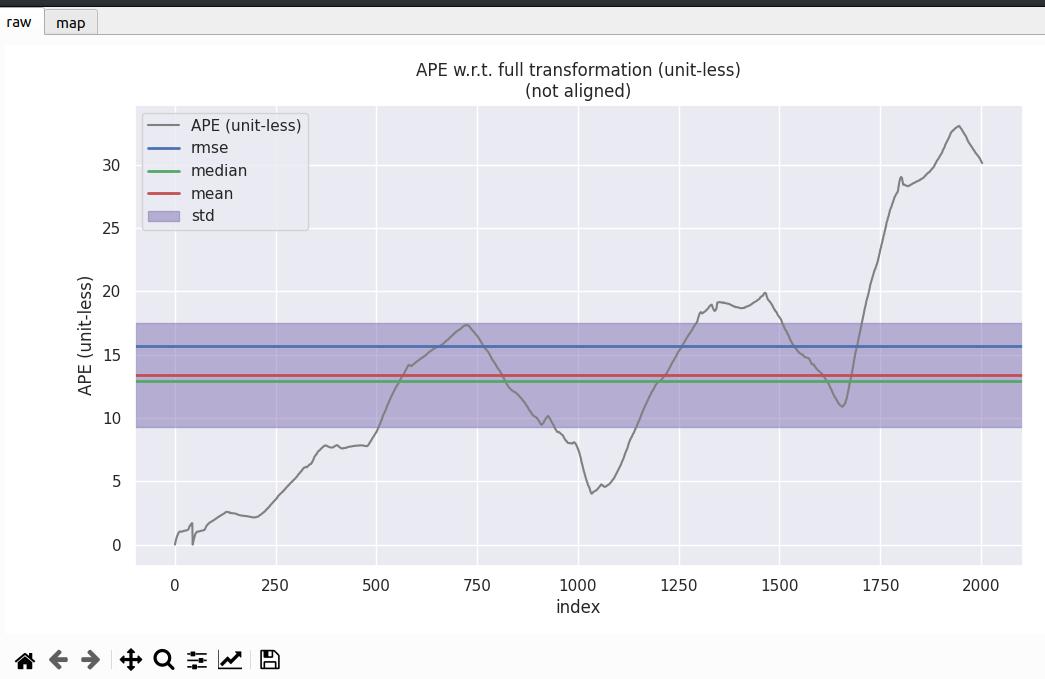 raw
map
APE w.r.t. full transformation (unit-less)
(not aligned)
APE (unit-less)
rmse
median
mean
std
APE (unit-less)
30
25
20
15
10
5
0
0 250 500 750 1000 1250 1500 1750 2000
index